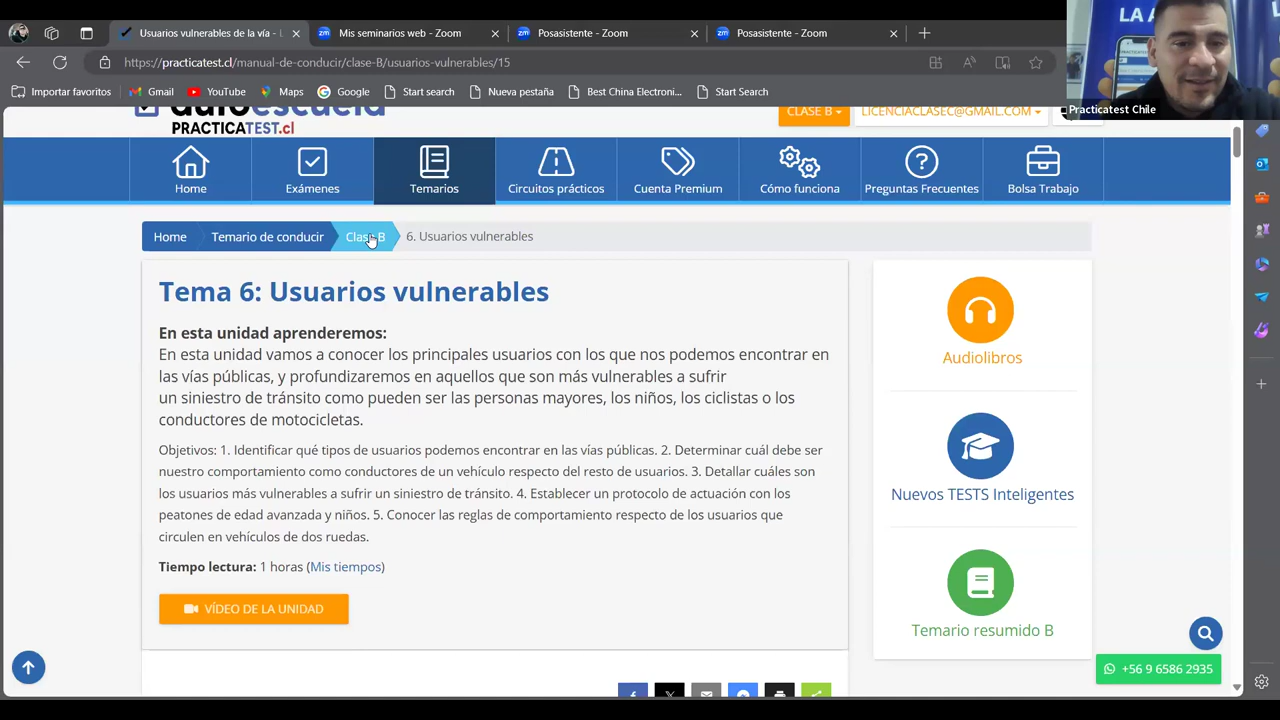 Usuarios vulnerables de la vía - L
Mis seminarios web - Zoom
Posasistente - Zoom
Posasistente - Zoom
https://practicatest.cl/manual-de-conducir/clase-B/usuarios-vulnerables/15
Importar favoritos
Gmail
YouTube
Maps
Google
Start search
Nueva pestaña
Best China Electroni...
Start Search
LA A
Practicatest Chile
autoescuela
PRACTICATEST.cl
CLASE B
LICENCIACLASEC@GMAIL.COM
Home
Exámenes
Temarios
Circuitos prácticos
Cuenta Premium
Cómo funciona
Preguntas Frecuentes
Bolsa Trabajo
Home
Temario de conducir
Clase B
6. Usuarios vulnerables
Tema 6: Usuarios vulnerables
En esta unidad aprenderemos:
En esta unidad vamos a conocer los principales usuarios con los que nos podemos encontrar en
las vías públicas, y profundizaremos en aquellos que son más vulnerables a sufrir
un siniestro de tránsito como pueden ser las personas mayores, los niños, los ciclistas o los
conductores de motocicletas.
Objetivos: 1. Identificar qué tipos de usuarios podemos encontrar en las vías públicas. 2. Determinar cuál debe ser
nuestro comportamiento como conductores de un vehículo respecto del resto de usuarios. 3. Detallar cuáles son
los usuarios más vulnerables a sufrir un siniestro de tránsito. 4. Establecer un protocolo de actuación con los
peatones de edad avanzada y niños. 5. Conocer las reglas de comportamiento respecto de los usuarios que
circulen en vehículos de dos ruedas.
Tiempo lectura: 1 horas (Mis tiempos)
VÍDEO DE LA UNIDAD
Audiolibros
Nuevos TESTS Inteligentes
Temario resumido B
+56 9 6586 2935